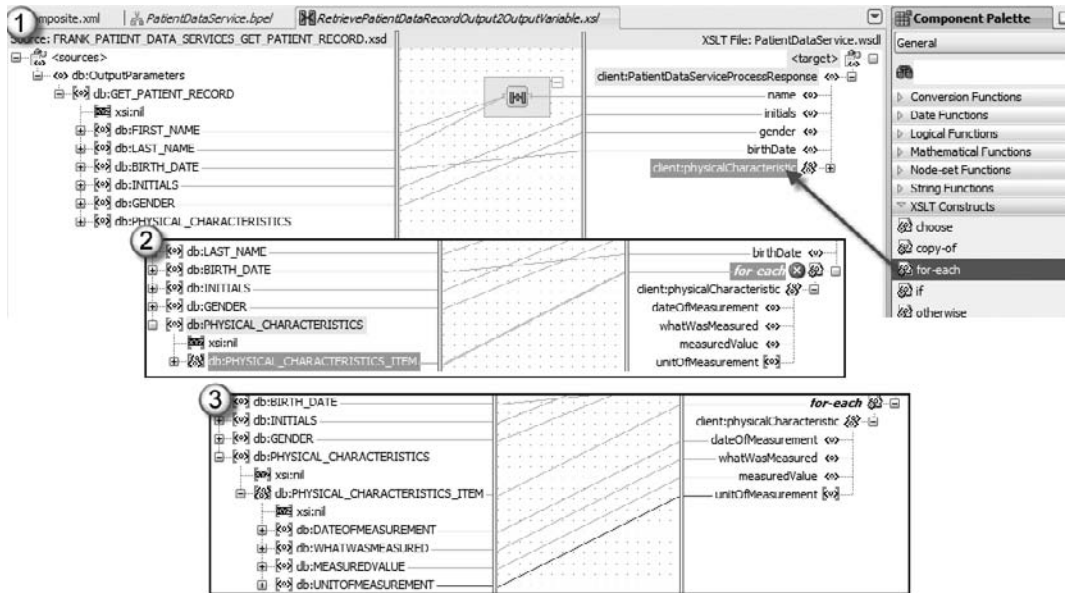 1
mposite.xml
PatientDataService.bpel
RetrievePatientDataRecordOutput2OutputVariable.xsl
Source: FRANK_PATIENT_DATA_SERVICES_GET_PATIENT_RECORD.xsd
XSLT File: PatientDataService.wsdl
<sources>
db:OutputParameters
db:GET_PATIENT_RECORD
xsi:nil
db:FIRST_NAME
db:LAST_NAME
db:BIRTH_DATE
db:INITIALS
db:GENDER
db:PHYSICAL_CHARACTERISTICS
<target>
client:PatientDataServiceProcessResponse
name
initials
gender
birthDate
client:physicalCharacteristic
Component Palette
General
Conversion Functions
Date Functions
Logical Functions
Mathematical Functions
Node-set Functions
String Functions
XSLT Constructs
choose
copy-of
for-each
if
otherwise
2
db:LAST_NAME
db:BIRTH_DATE
db:INITIALS
db:GENDER
db:PHYSICAL_CHARACTERISTICS
xsi:nil
db:PHYSICAL_CHARACTERISTICS_ITEM
birthDate
for-each
client:physicalCharacteristic
dateOfMeasurement
whatWasMeasured
measuredValue
unitOfMeasurement
3
db:BIRTH_DATE
db:INITIALS
db:GENDER
db:PHYSICAL_CHARACTERISTICS
xsi:nil
db:PHYSICAL_CHARACTERISTICS_ITEM
xsi:nil
db:DATEOFMEASUREMENT
db:WHATWASMEASURED
db:MEASUREDVALUE
db:UNITOFMEASUREMENT
for-each
client:physicalCharacteristic
dateOfMeasurement
whatWasMeasured
measuredValue
unitOfMeasurement